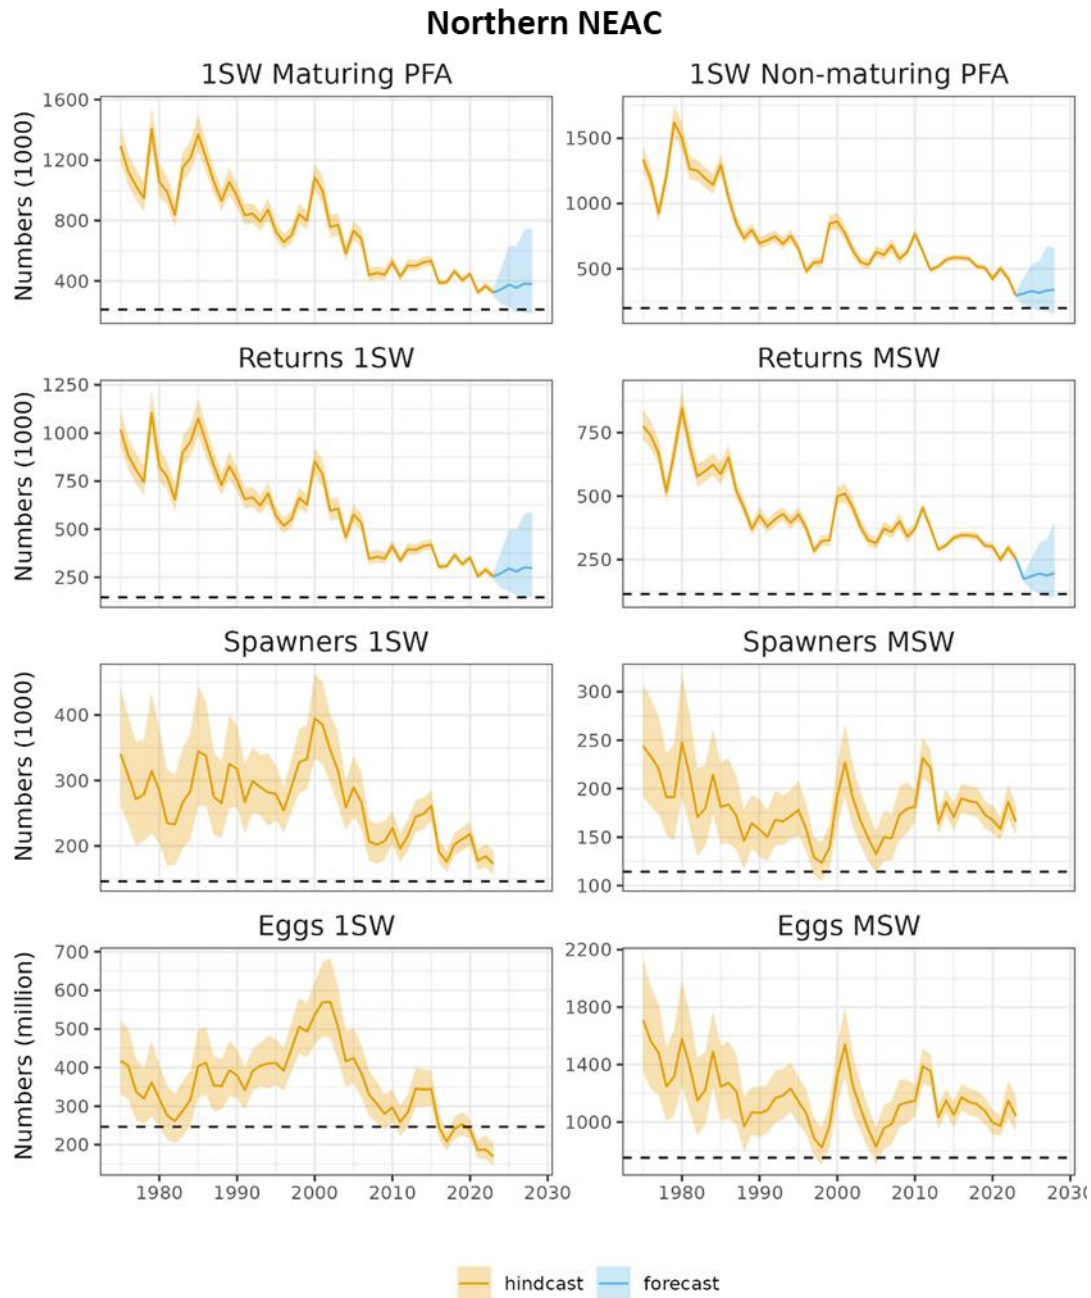 Northern NEAC
1SW Maturing PFA
1SW Non-maturing PFA
Numbers (1000)
1600
1200
800
400
1500
1000
500
Returns 1SW
Returns MSW
Numbers (1000)
1250
1000
750
500
250
750
500
250
Spawners 1SW
Spawners MSW
Numbers (1000)
400
300
200
300
250
200
150
100
Eggs 1SW
Eggs MSW
Numbers (million)
700
600
500
400
300
200
2200
1800
1400
1000
1980 1990 2000 2010 2020 2030
1980 1990 2000 2010 2020 2030
hindcast forecast